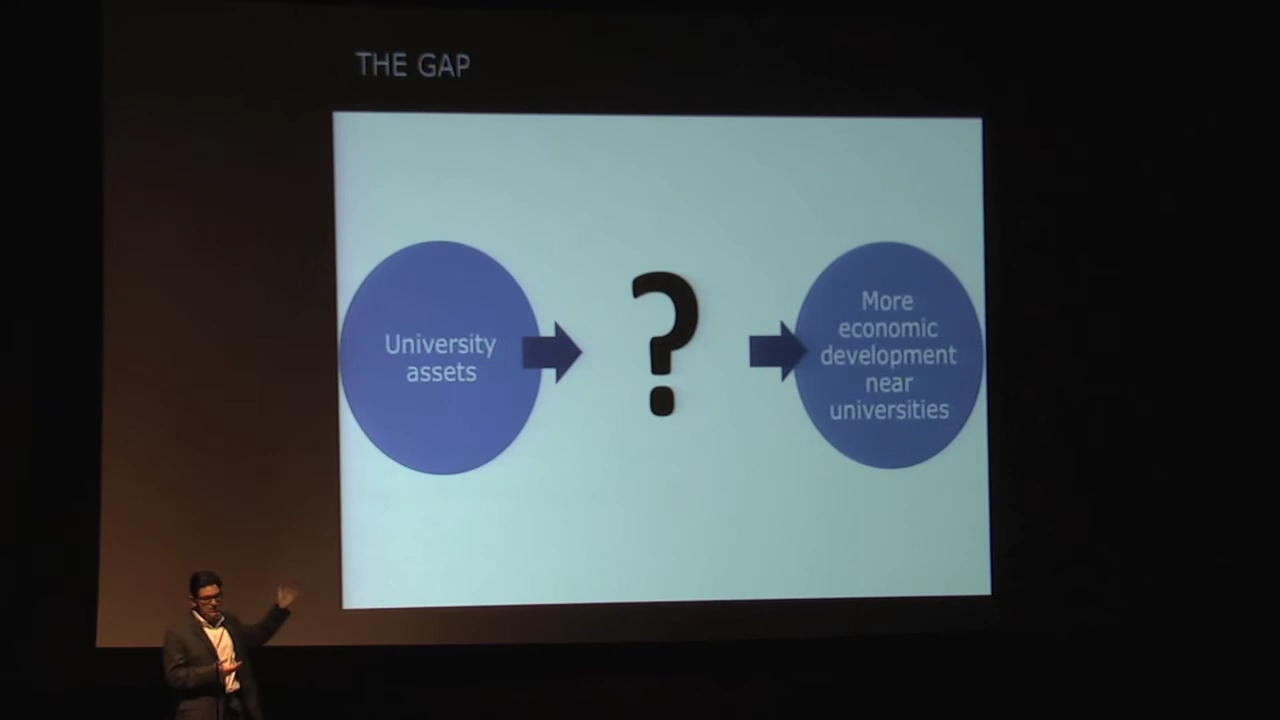 THE GAP
University
assets
?
More
economic
development
near
universities